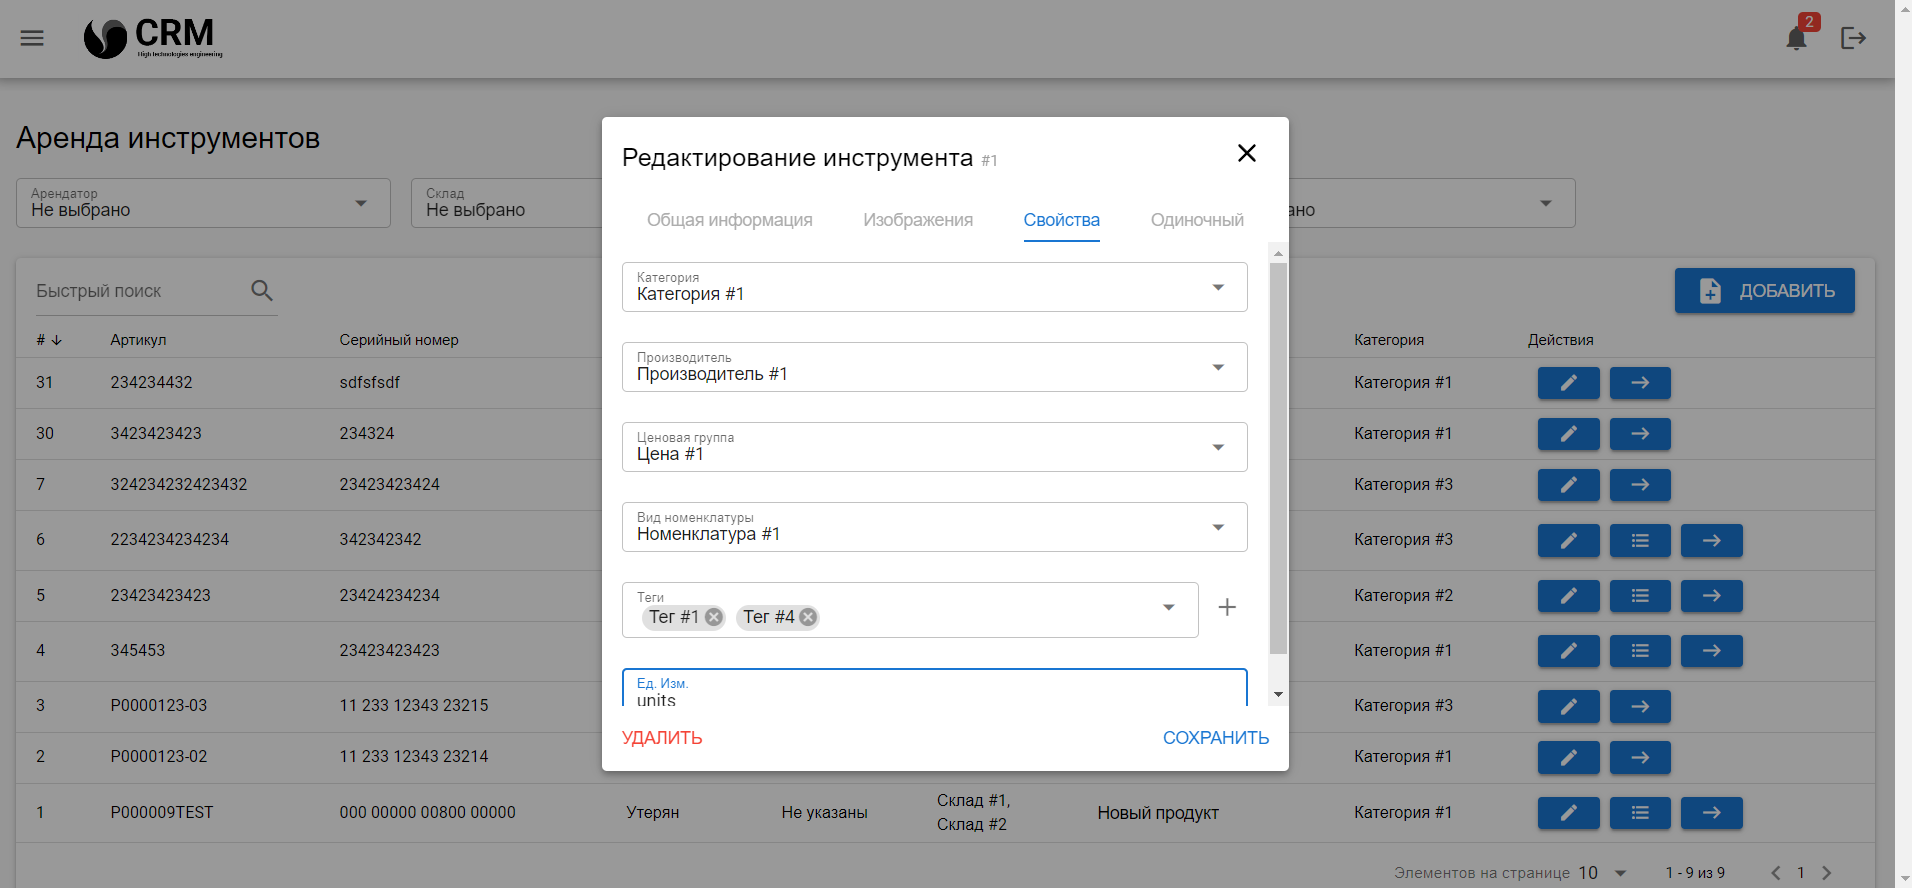 CRM
High technologies engineering
2
Аренда инструментов
Арендатор
Не выбрано
Склад
Не выбрано
ано
Быстрый поиск
ДОБАВИТЬ
# Артикул Серийный номер Категория Действия
31 234234432 sdfsfsdf Категория #1
30 3423423423 234324 Категория #1
7 324234232423432 23423423424 Категория #3
6 2234234234234 342342342 Категория #3
5 23423423423 23424234234 Категория #2
4 345453 23423423423 Категория #1
3 P0000123-03 11 233 12343 23215 Категория #3
2 P0000123-02 11 233 12343 23214 Категория #1
1 P000009TEST 000 00000 00800 00000 Утерян Не указаны Склад #1, Склад #2 Новый продукт Категория #1
Элементов на странице 10 1 - 9 из 9 1
Редактирование инструмента #1
Общая информация Изображения Свойства Одиночный
Категория
Категория #1
Производитель
Производитель #1
Ценовая группа
Цена #1
Вид номенклатуры
Номенклатура #1
Теги
Тег #1 Тег #4
Ед. Изм.
units
УДАЛИТЬ СОХРАНИТЬ